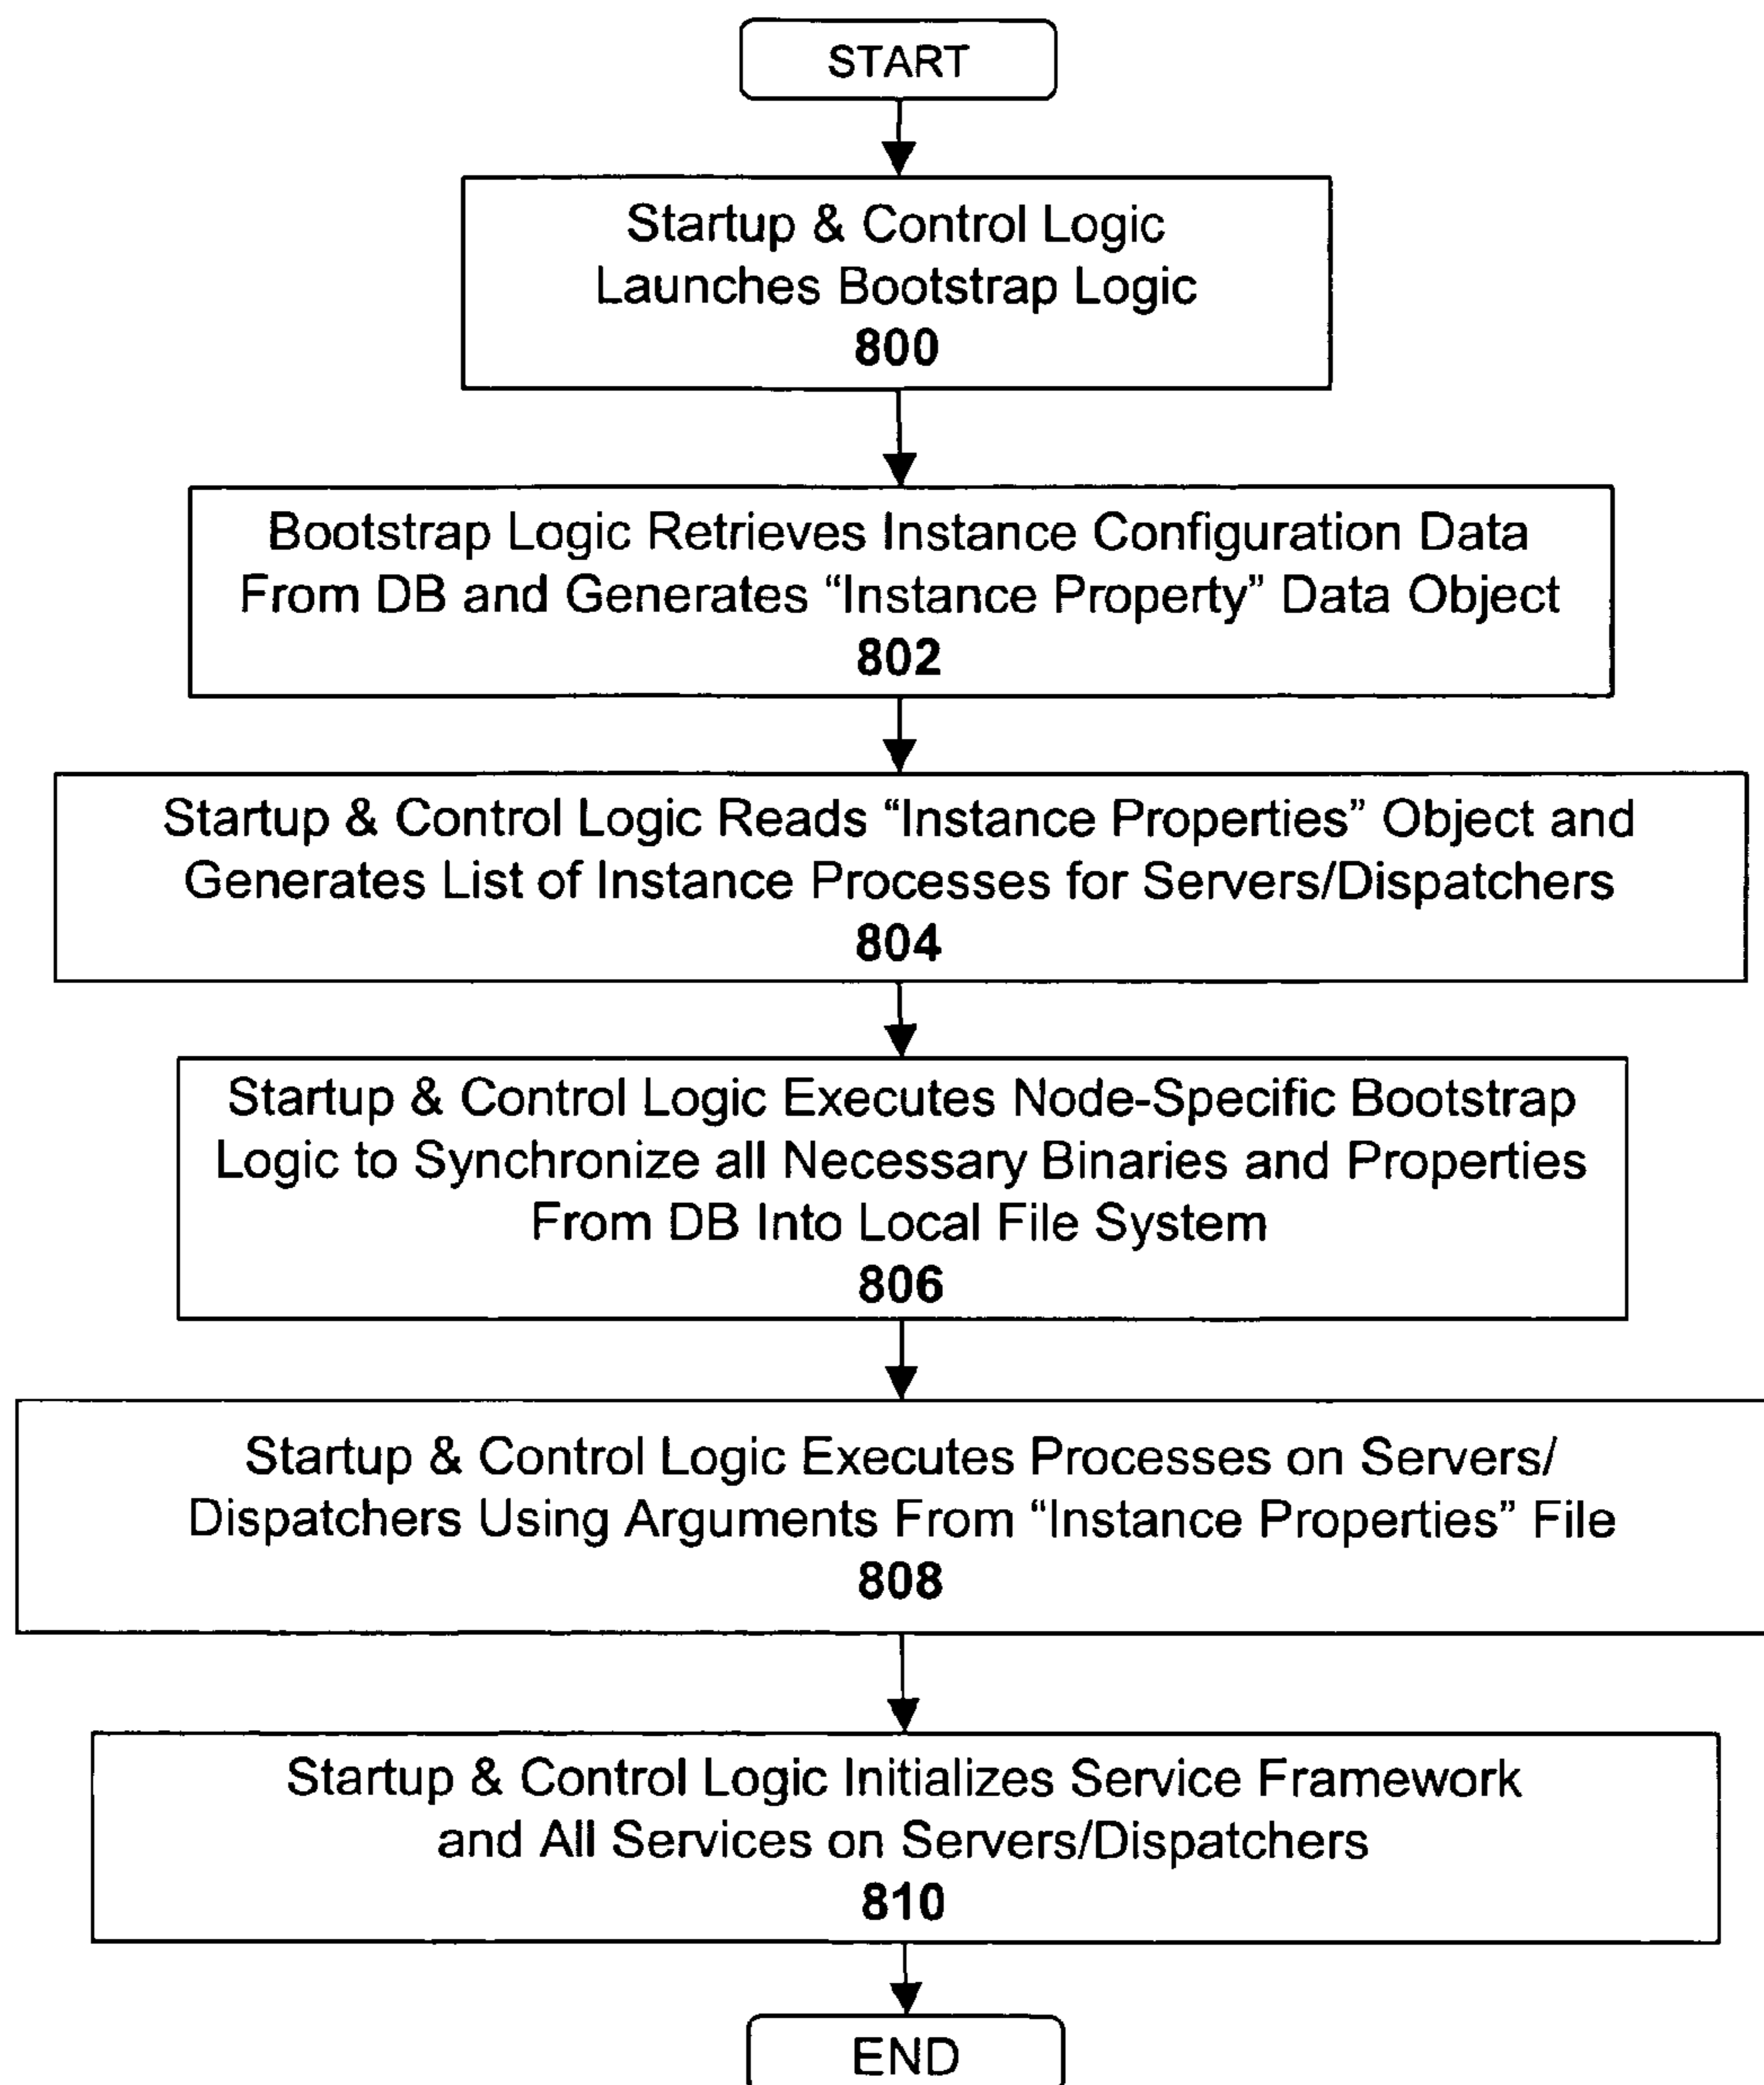 START
Startup & Control Logic
Launches Bootstrap Logic
800
Bootstrap Logic Retrieves Instance Configuration Data
From DB and Generates “Instance Property” Data Object
802
Startup & Control Logic Reads “Instance Properties” Object and
Generates List of Instance Processes for Servers/Dispatchers
804
Startup & Control Logic Executes Node-Specific Bootstrap
Logic to Synchronize all Necessary Binaries and Properties
From DB Into Local File System
806
Startup & Control Logic Executes Processes on Servers/
Dispatchers Using Arguments From “Instance Properties” File
808
Startup & Control Logic Initializes Service Framework
and All Services on Servers/Dispatchers
810
END